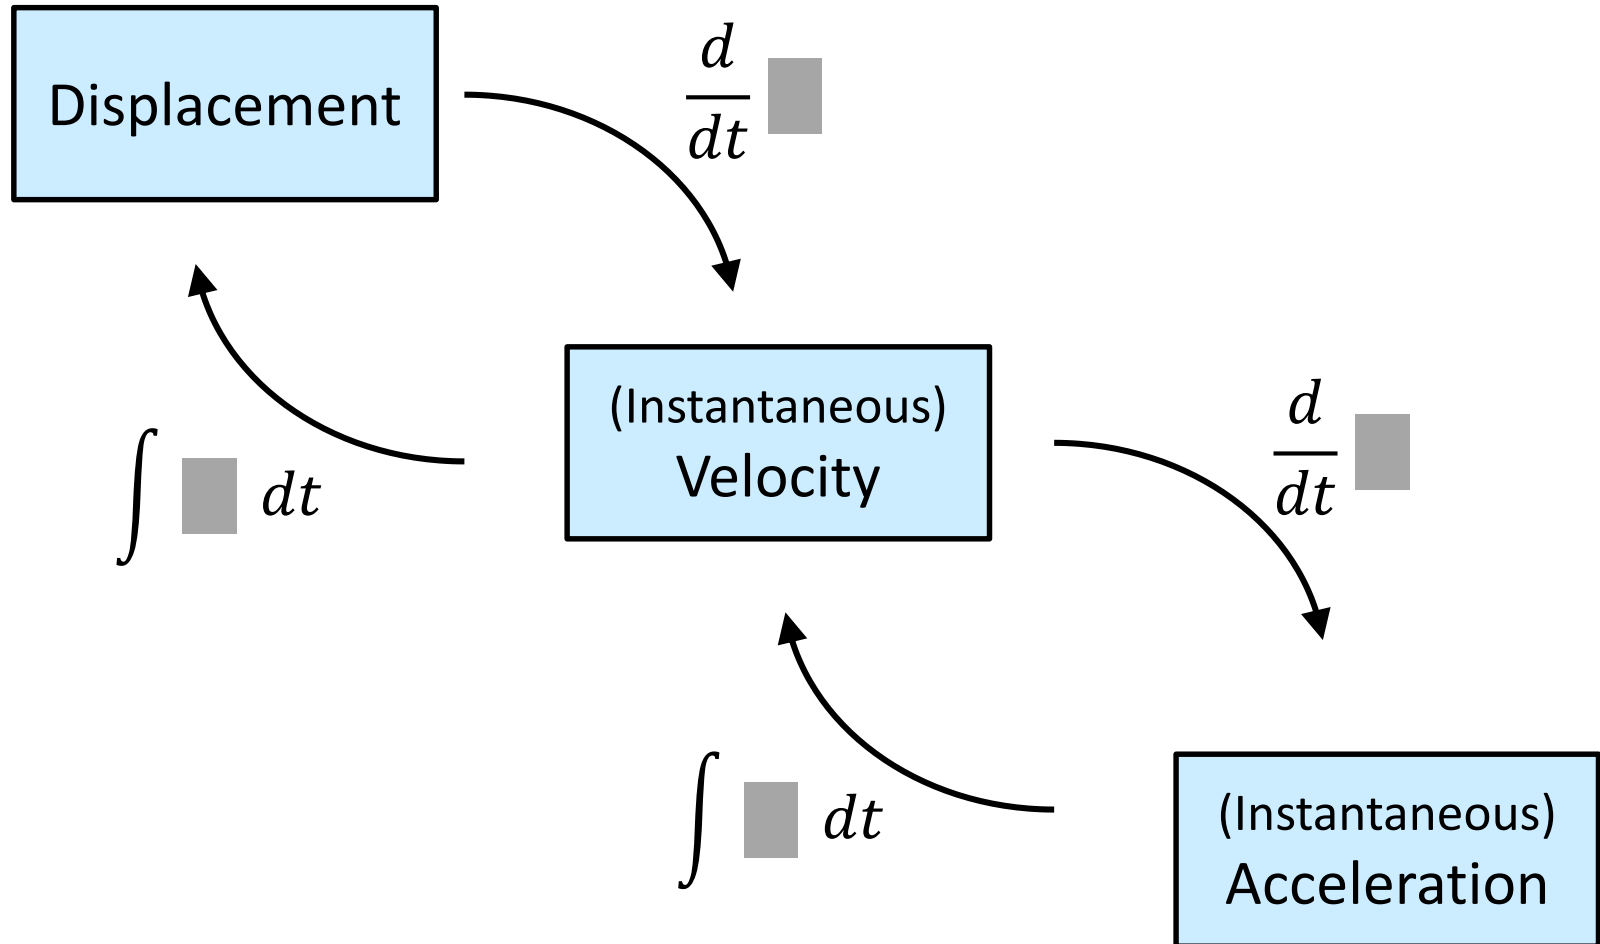 Displacement
d
dt
(Instantaneous)
Velocity
∫ dt
d
dt
∫ dt
(Instantaneous)
Acceleration